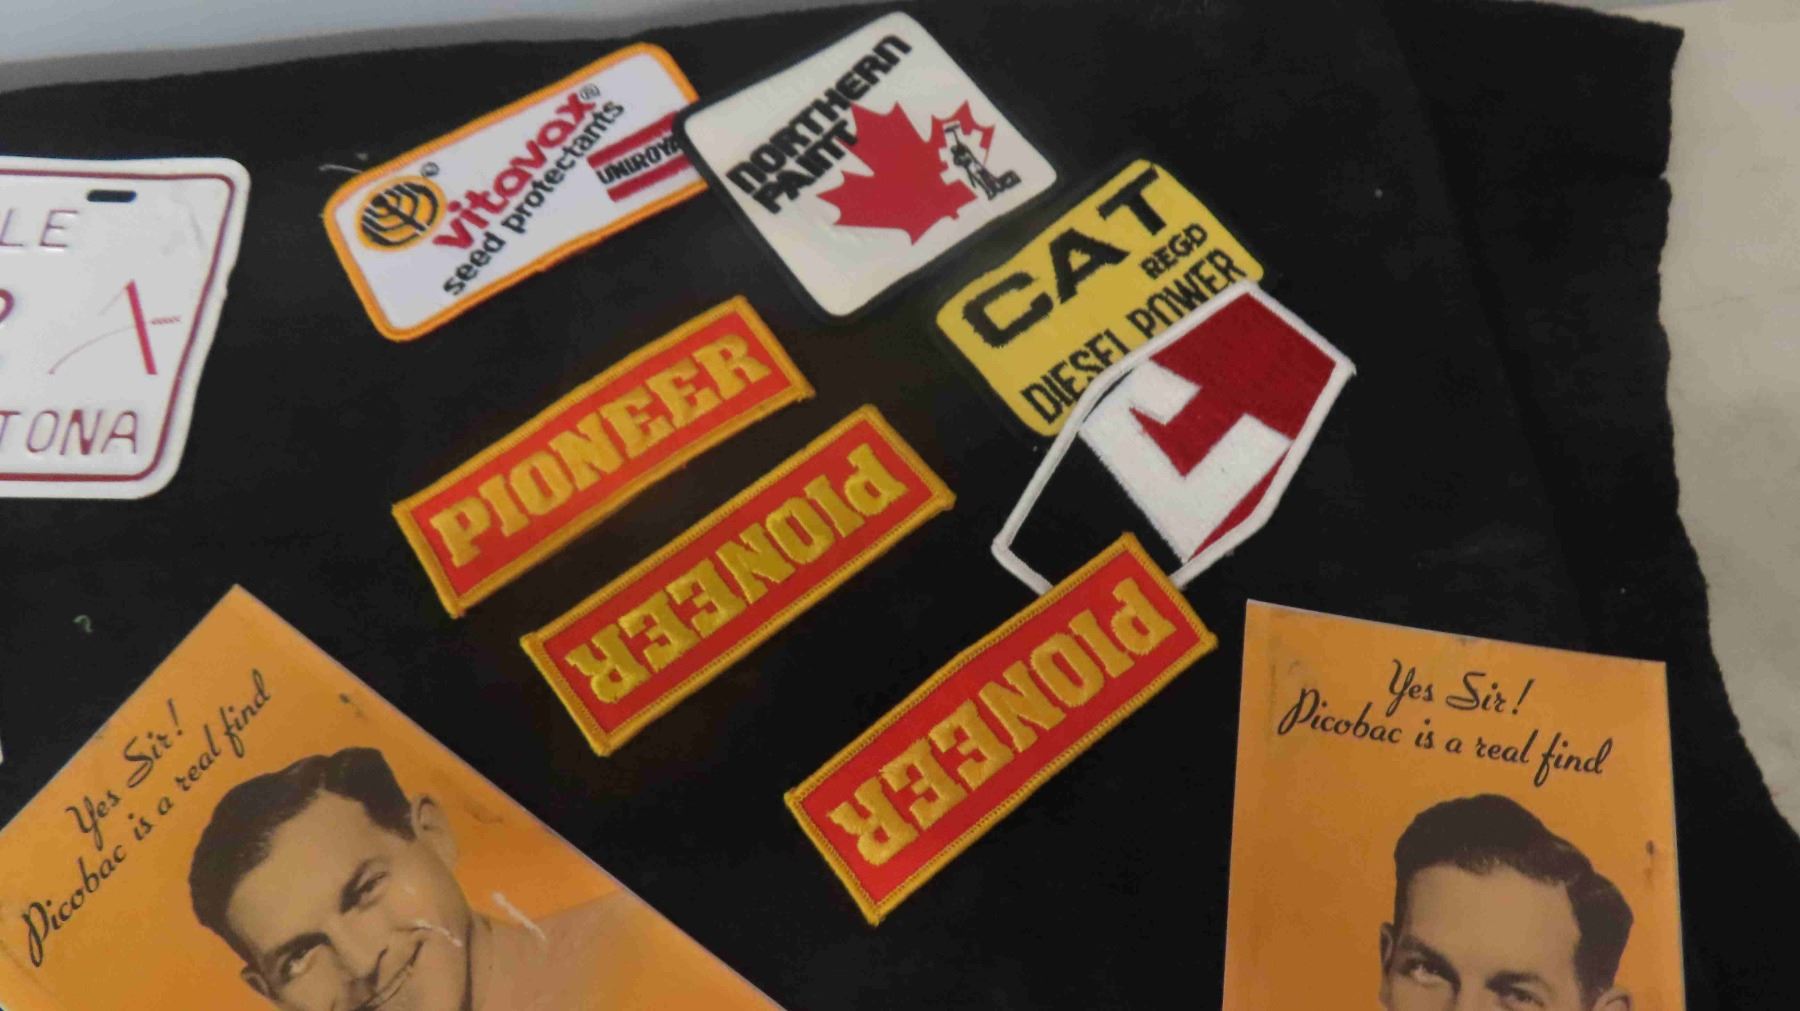 vitavax®
seed protectants
UNIROYAL
NORTHERN
PAINT
CAT
REGD
DIESEL POWER
PIONEER
PIONEER
PIONEER
Yes Sir!
Picobac is a real find
Yes Sir!
Picobac is a real find
LE
A
TONA